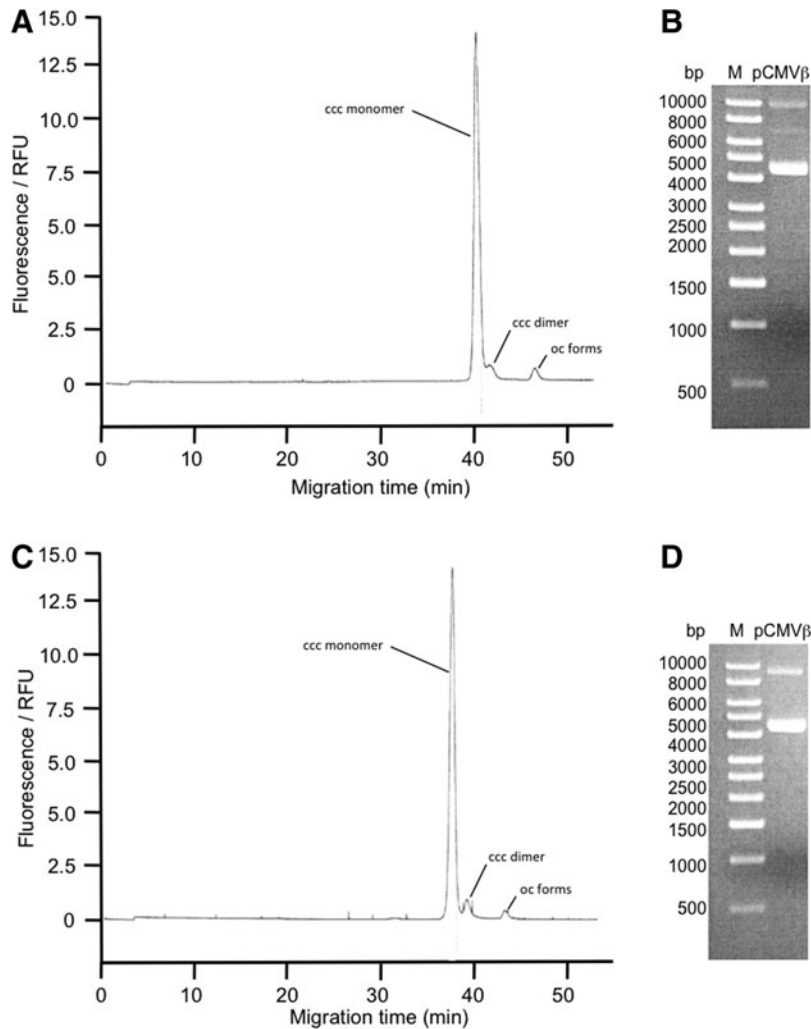 A
15.0
12.5
10.0
7.5
5.0
5.0
2.5
0
Fluorescence / RFU
ccc monomer
ccc dimer
oc forms
0 10 20 30 40 50
Migration time (min)
B
bp M pCMVβ
10000
8000
6000
5000
4000
3000
2500
2000
1500
1000
500
C
15.0
12.5
10.0
7.5
5.0
5.0
2.5
0
Fluorescence / RFU
ccc monomer
ccc dimer
oc forms
0 10 20 30 40 50
Migration time (min)
D
bp M pCMVβ
10000
8000
6000
5000
4000
3000
2500
2000
1500
1000
500